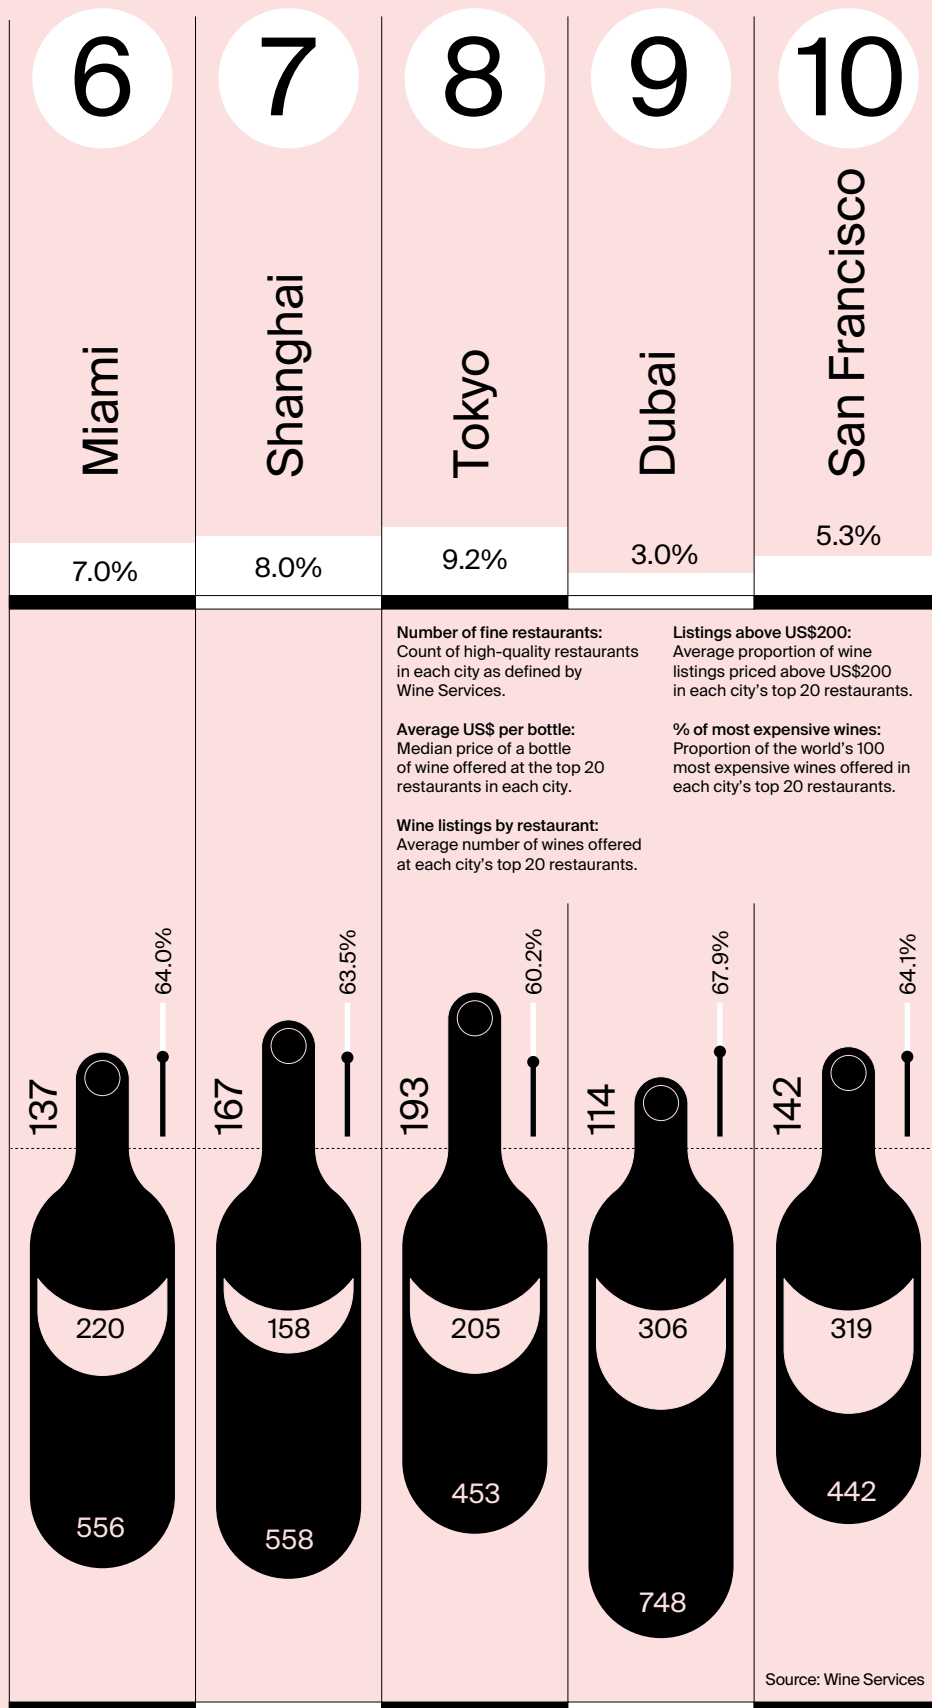 6
7
8
9
10
Miami
Shanghai
Tokyo
Dubai
San Francisco
7.0%
8.0%
9.2%
3.0%
5.3%
Number of fine restaurants:
Count of high-quality restaurants
in each city as defined by
Wine Services.
Average US$ per bottle:
Median price of a bottle
of wine offered at the top 20
restaurants in each city.
Wine listings by restaurant:
Average number of wines offered
at each city's top 20 restaurants.
Listings above US$200:
Average proportion of wine
listings priced above US$200
in each city's top 20 restaurants.
% of most expensive wines:
Proportion of the world's 100
most expensive wines offered in
each city's top 20 restaurants.
137
64.0%
167
63.5%
193
60.2%
114
67.9%
142
64.1%
220
158
205
306
319
556
558
453
748
442
Source: Wine Services